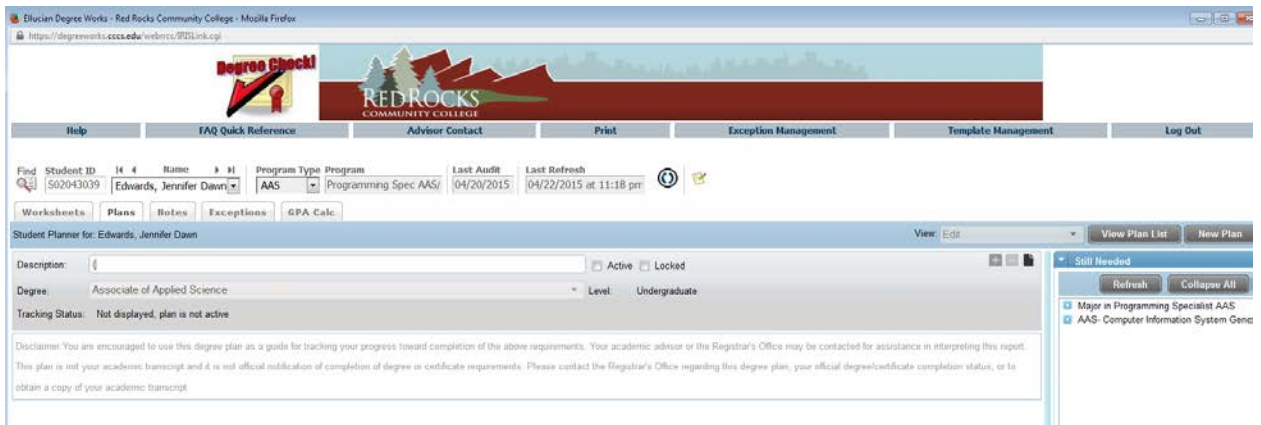 Ellucian Degree Works - Red Rocks Community College - Mozilla Firefox
https://degreeworks.cccs.edu/webrrcc/IRISLink.cgi
Degree Check!
RED ROCKS
COMMUNITY COLLEGE
Help FAQ Quick Reference Advisor Contact Print Exception Management Template Management Log Out
Find Student ID Name Program Type Program Last Audit Last Refresh
S02043039 Edwards, Jennifer Dawn AAS Programming Spec AAS/ 04/20/2015 04/22/2015 at 11:18 pm
Worksheets Plans Notes Exceptions GPA Calc
Student Planner for: Edwards, Jennifer Dawn View: Edit View Plan List New Plan
Description: Active Locked Still Needed
Refresh Collapse All
Degree: Associate of Applied Science Level: Undergraduate
Major in Programming Specialist AAS
Tracking Status: Not displayed, plan is not active
AAS- Computer Information System Gene
Disclaimer:You are encouraged to use this degree plan as a guide for tracking your progress toward completion of the above requirements. Your academic advisor or the Registrar's Office may be contacted for assistance in interpreting this report.
This plan is not your academic transcript and it is not official notification of completion of degree or certificate requirements. Please contact the Registrar's Office regarding this degree plan, your official degree/certificate completion status, or to
obtain a copy of your academic transcript.